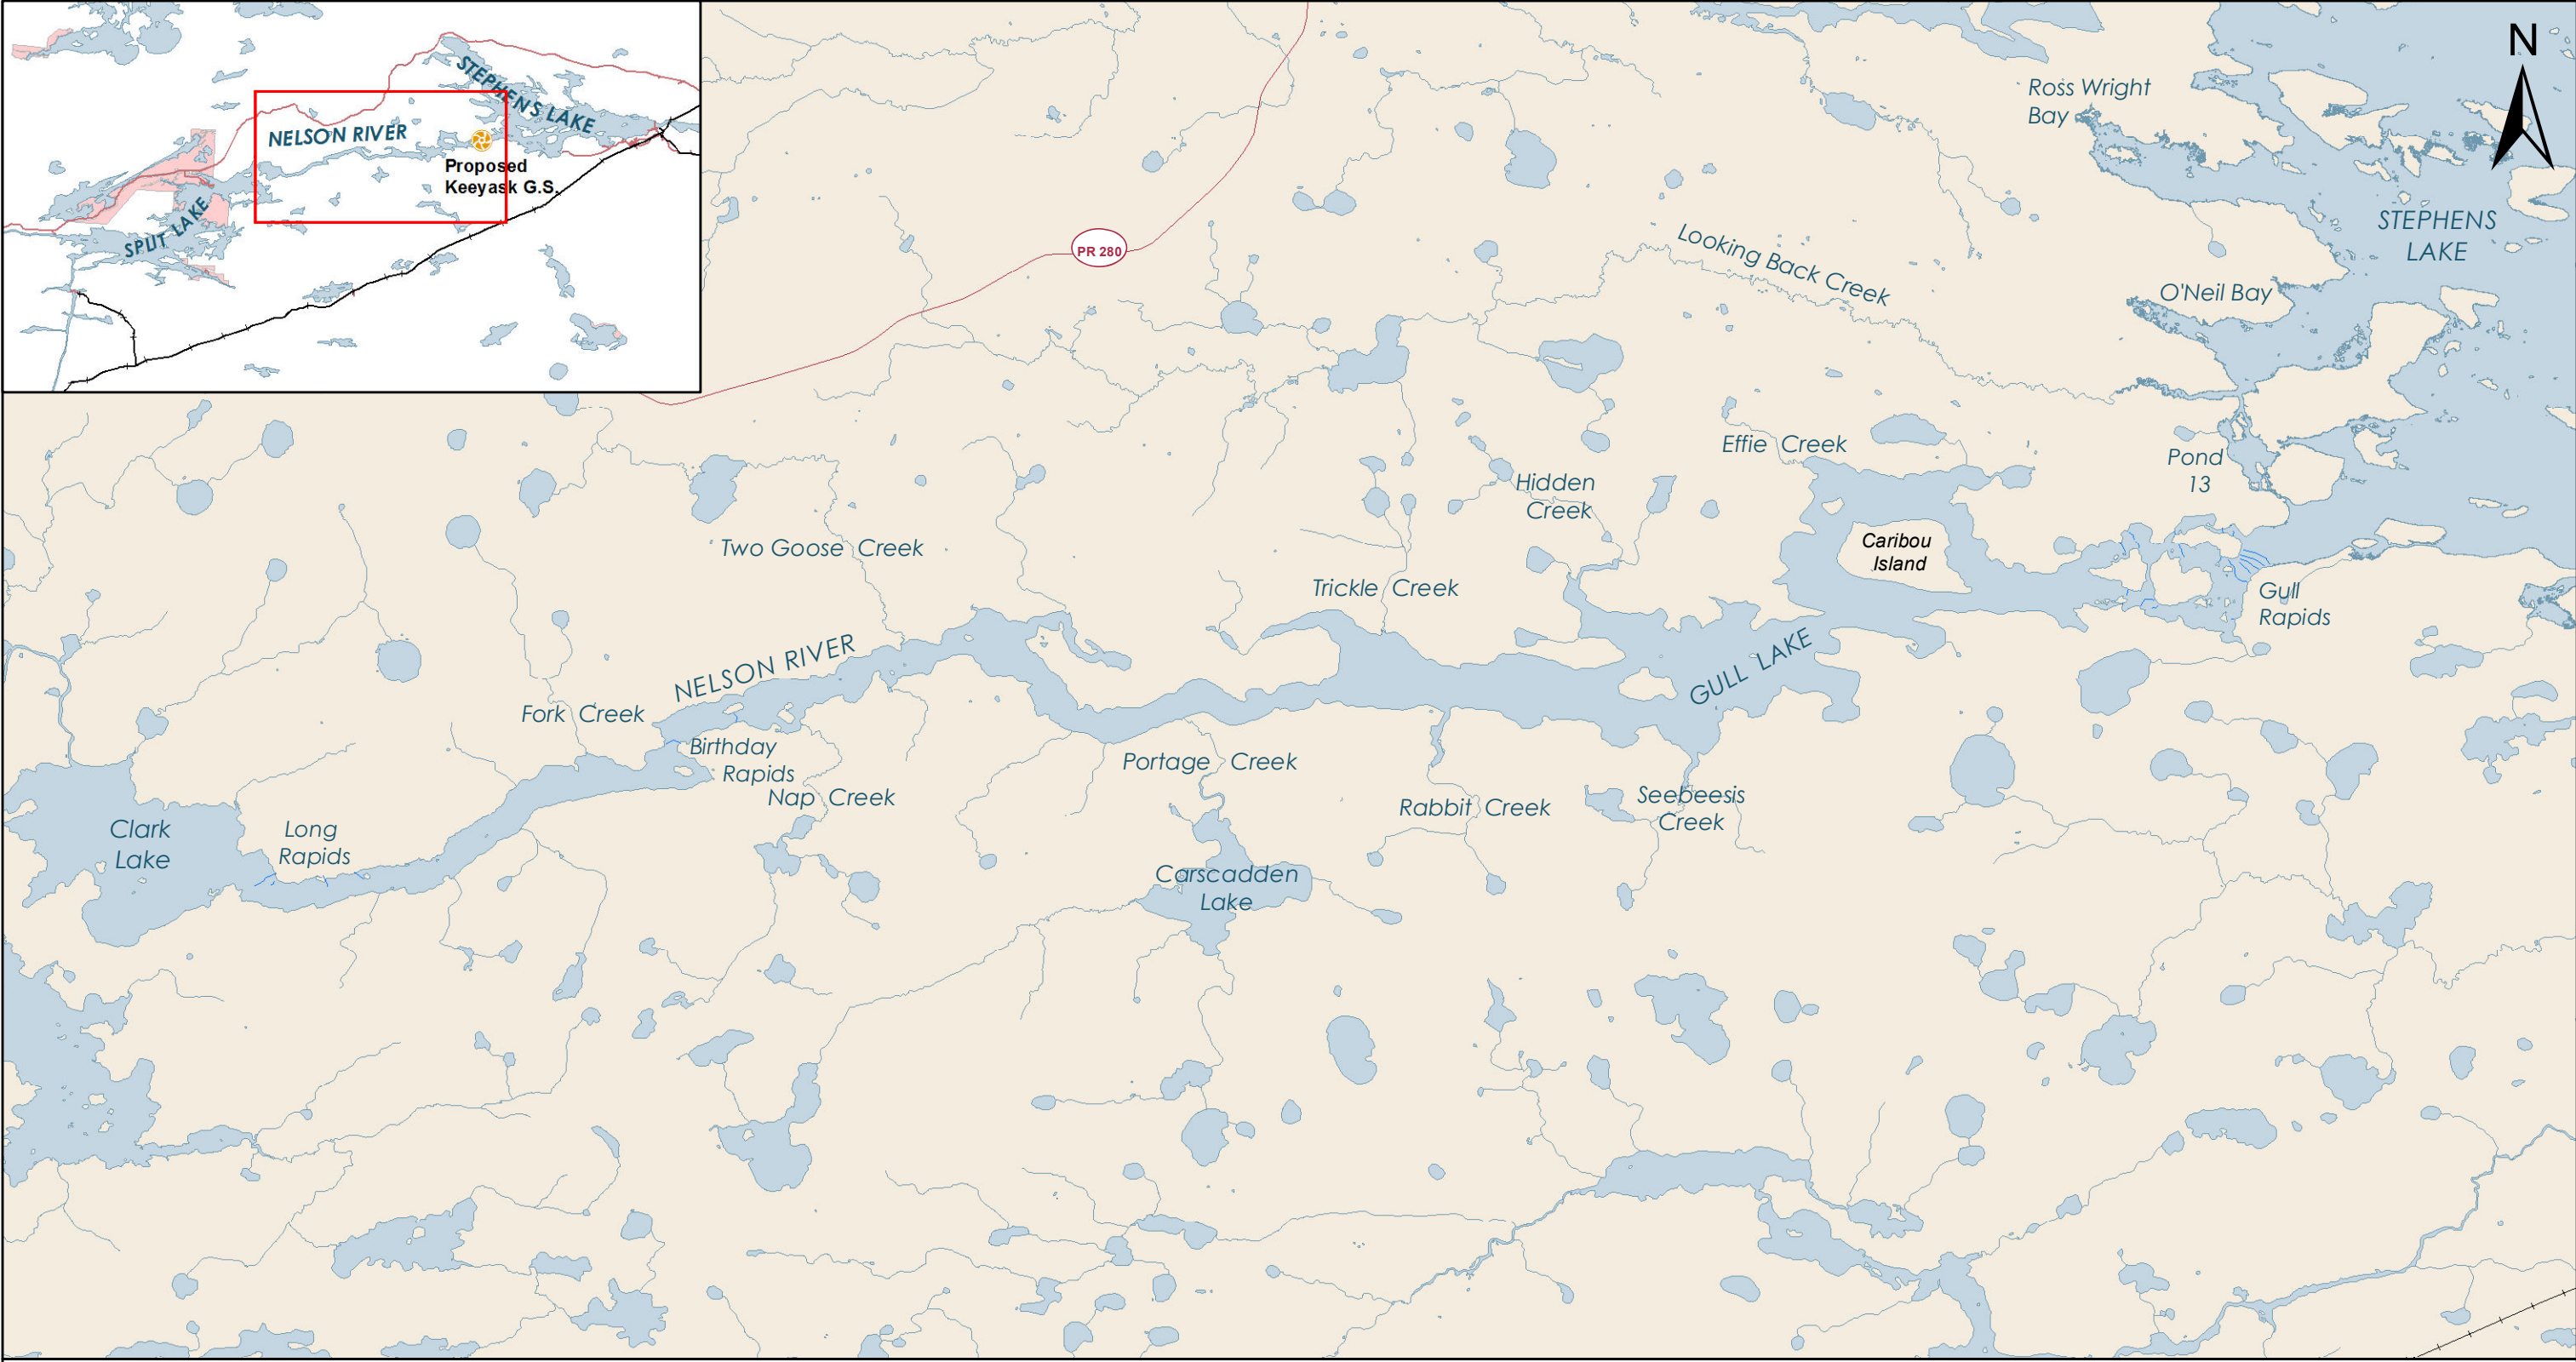 STEPHENS LAKE
NELSON RIVER
Proposed
Keeyask G.S.
SPLIT LAKE
N
Ross Wright
Bay
STEPHENS
LAKE
PR 280
Looking Back Creek
O'Neil Bay
Effie Creek
Pond
13
Hidden
Creek
Two Goose Creek
Caribou
Island
Trickle Creek
Gull
Rapids
NELSON RIVER
GULL LAKE
Fork Creek
Birthday
Rapids
Portage Creek
Nap Creek
Rabbit Creek
Seebeesis
Creek
Clark
Lake
Long
Rapids
Carscadden
Lake